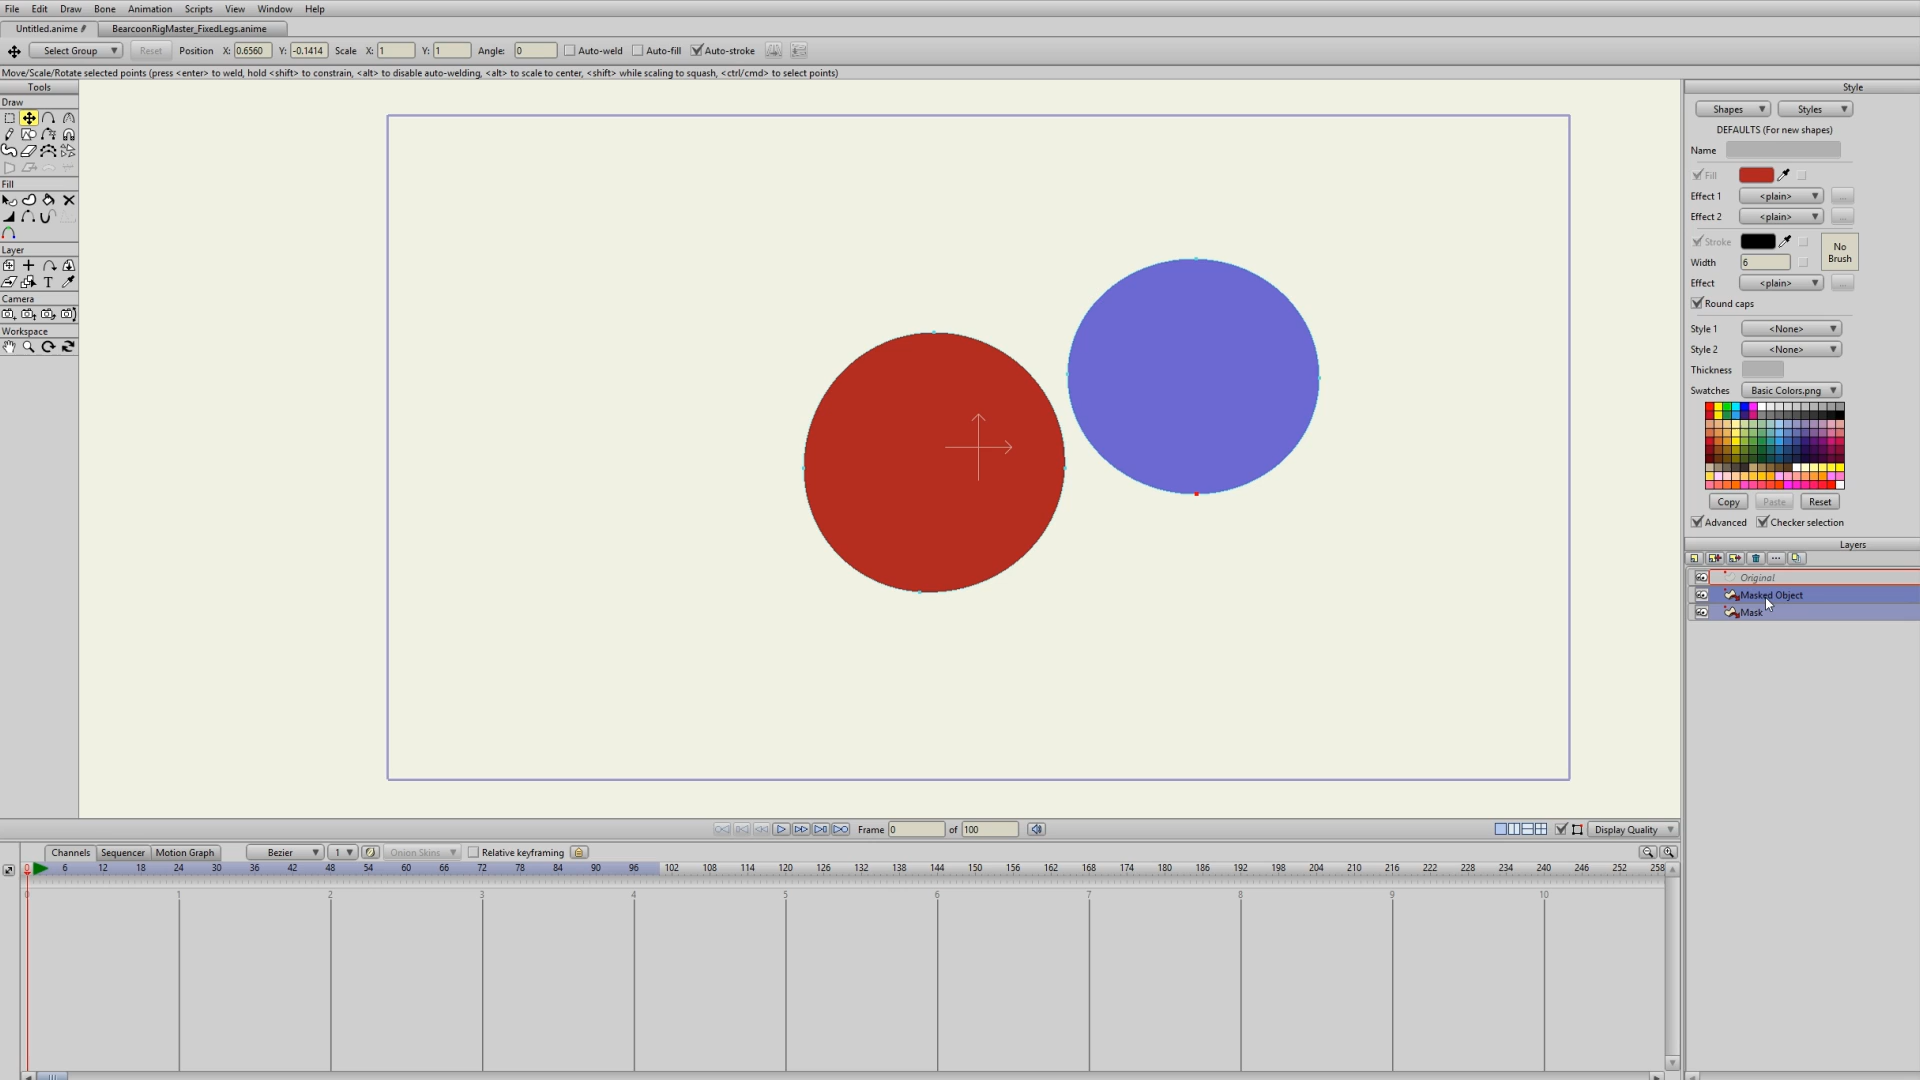 File Edit Draw Bone Animation Scripts View Window Help
Untitled.anime BearcoonRigMaster_FixedLegs.anime
Select Group Reset Position X: 0.6560 Y: -0.1414 Scale X: 1 Y: 1 Angle: 0 Auto-weld Auto-fill Auto-stroke
Move/Scale/Rotate selected points (press <enter> to weld, hold <shift> to constrain, <alt> to disable auto-welding, <alt> to scale to center, <shift> while scaling to squash, <ctrl/cmd> to select points)
Tools
Draw
Fill
Layer
T
Camera
Workspace
Style
Shapes Styles
DEFAULTS (For new shapes)
Name
Fill
Effect 1 <plain> ...
Effect 2 <plain> ...
Stroke
No
Brush
Width 6
Effect <plain> ...
Round caps
Style 1 <None>
Style 2 <None>
Thickness
Swatches Basic Colors.png
Copy Paste Reset
Advanced Checker selection
Layers
Original
Masked Object
Mask
Frame 0 of 100 Display Quality
Channels Sequencer Motion Graph Bezier 1 Onion Skins Relative keyframing
0 6 12 18 24 30 36 42 48 54 60 66 72 78 84 90 96 102 108 114 120 126 132 138 144 150 156 162 168 174 180 186 192 198 204 210 216 222 228 234 240 246 252 258
0 1 2 3 4 5 6 7 8 9 10